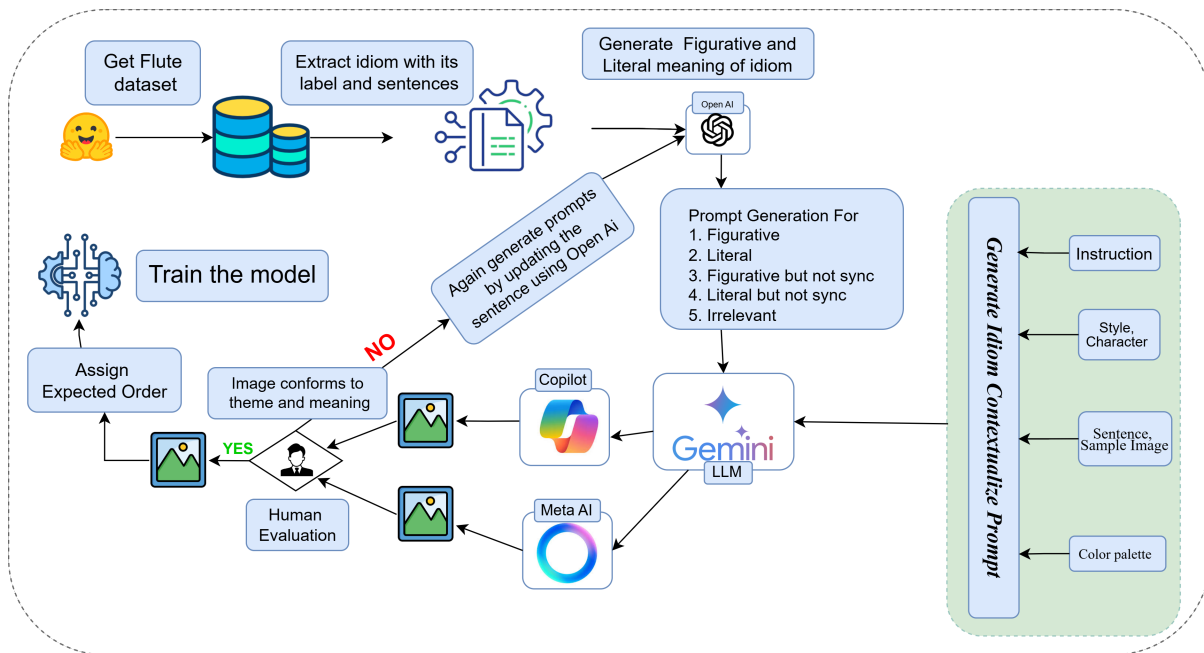 Get Flute
dataset
Extract idiom with its
label and sentences
Generate Figurative and
Literal meaning of idiom
Open AI
Again generate prompts
by updating the
sentence using Open Ai
Prompt Generation For
1. Figurative
2. Literal
3. Figurative but not sync
4. Literal but not sync
5. Irrelevant
Generate Idiom Contextualize Prompt
Instruction
Style,
Character
Sentence,
Sample Image
Color palette
Train the model
NO
Assign
Expected Order
Image conforms to
theme and meaning
YES
Human
Evaluation
Copilot
Gemini
LLM
Meta AI